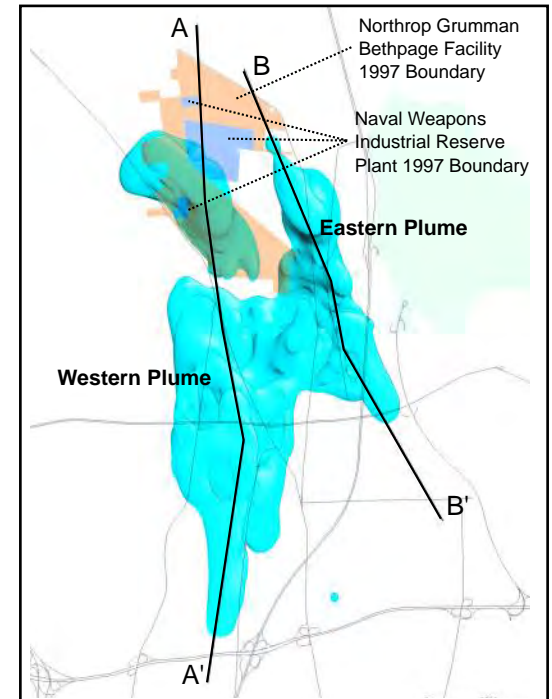 A
Northrop Grumman
Bethpage Facility
1997 Boundary
B
Naval Weapons
Industrial Reserve
Plant 1997 Boundary
Eastern Plume
Western Plume
B'
A'